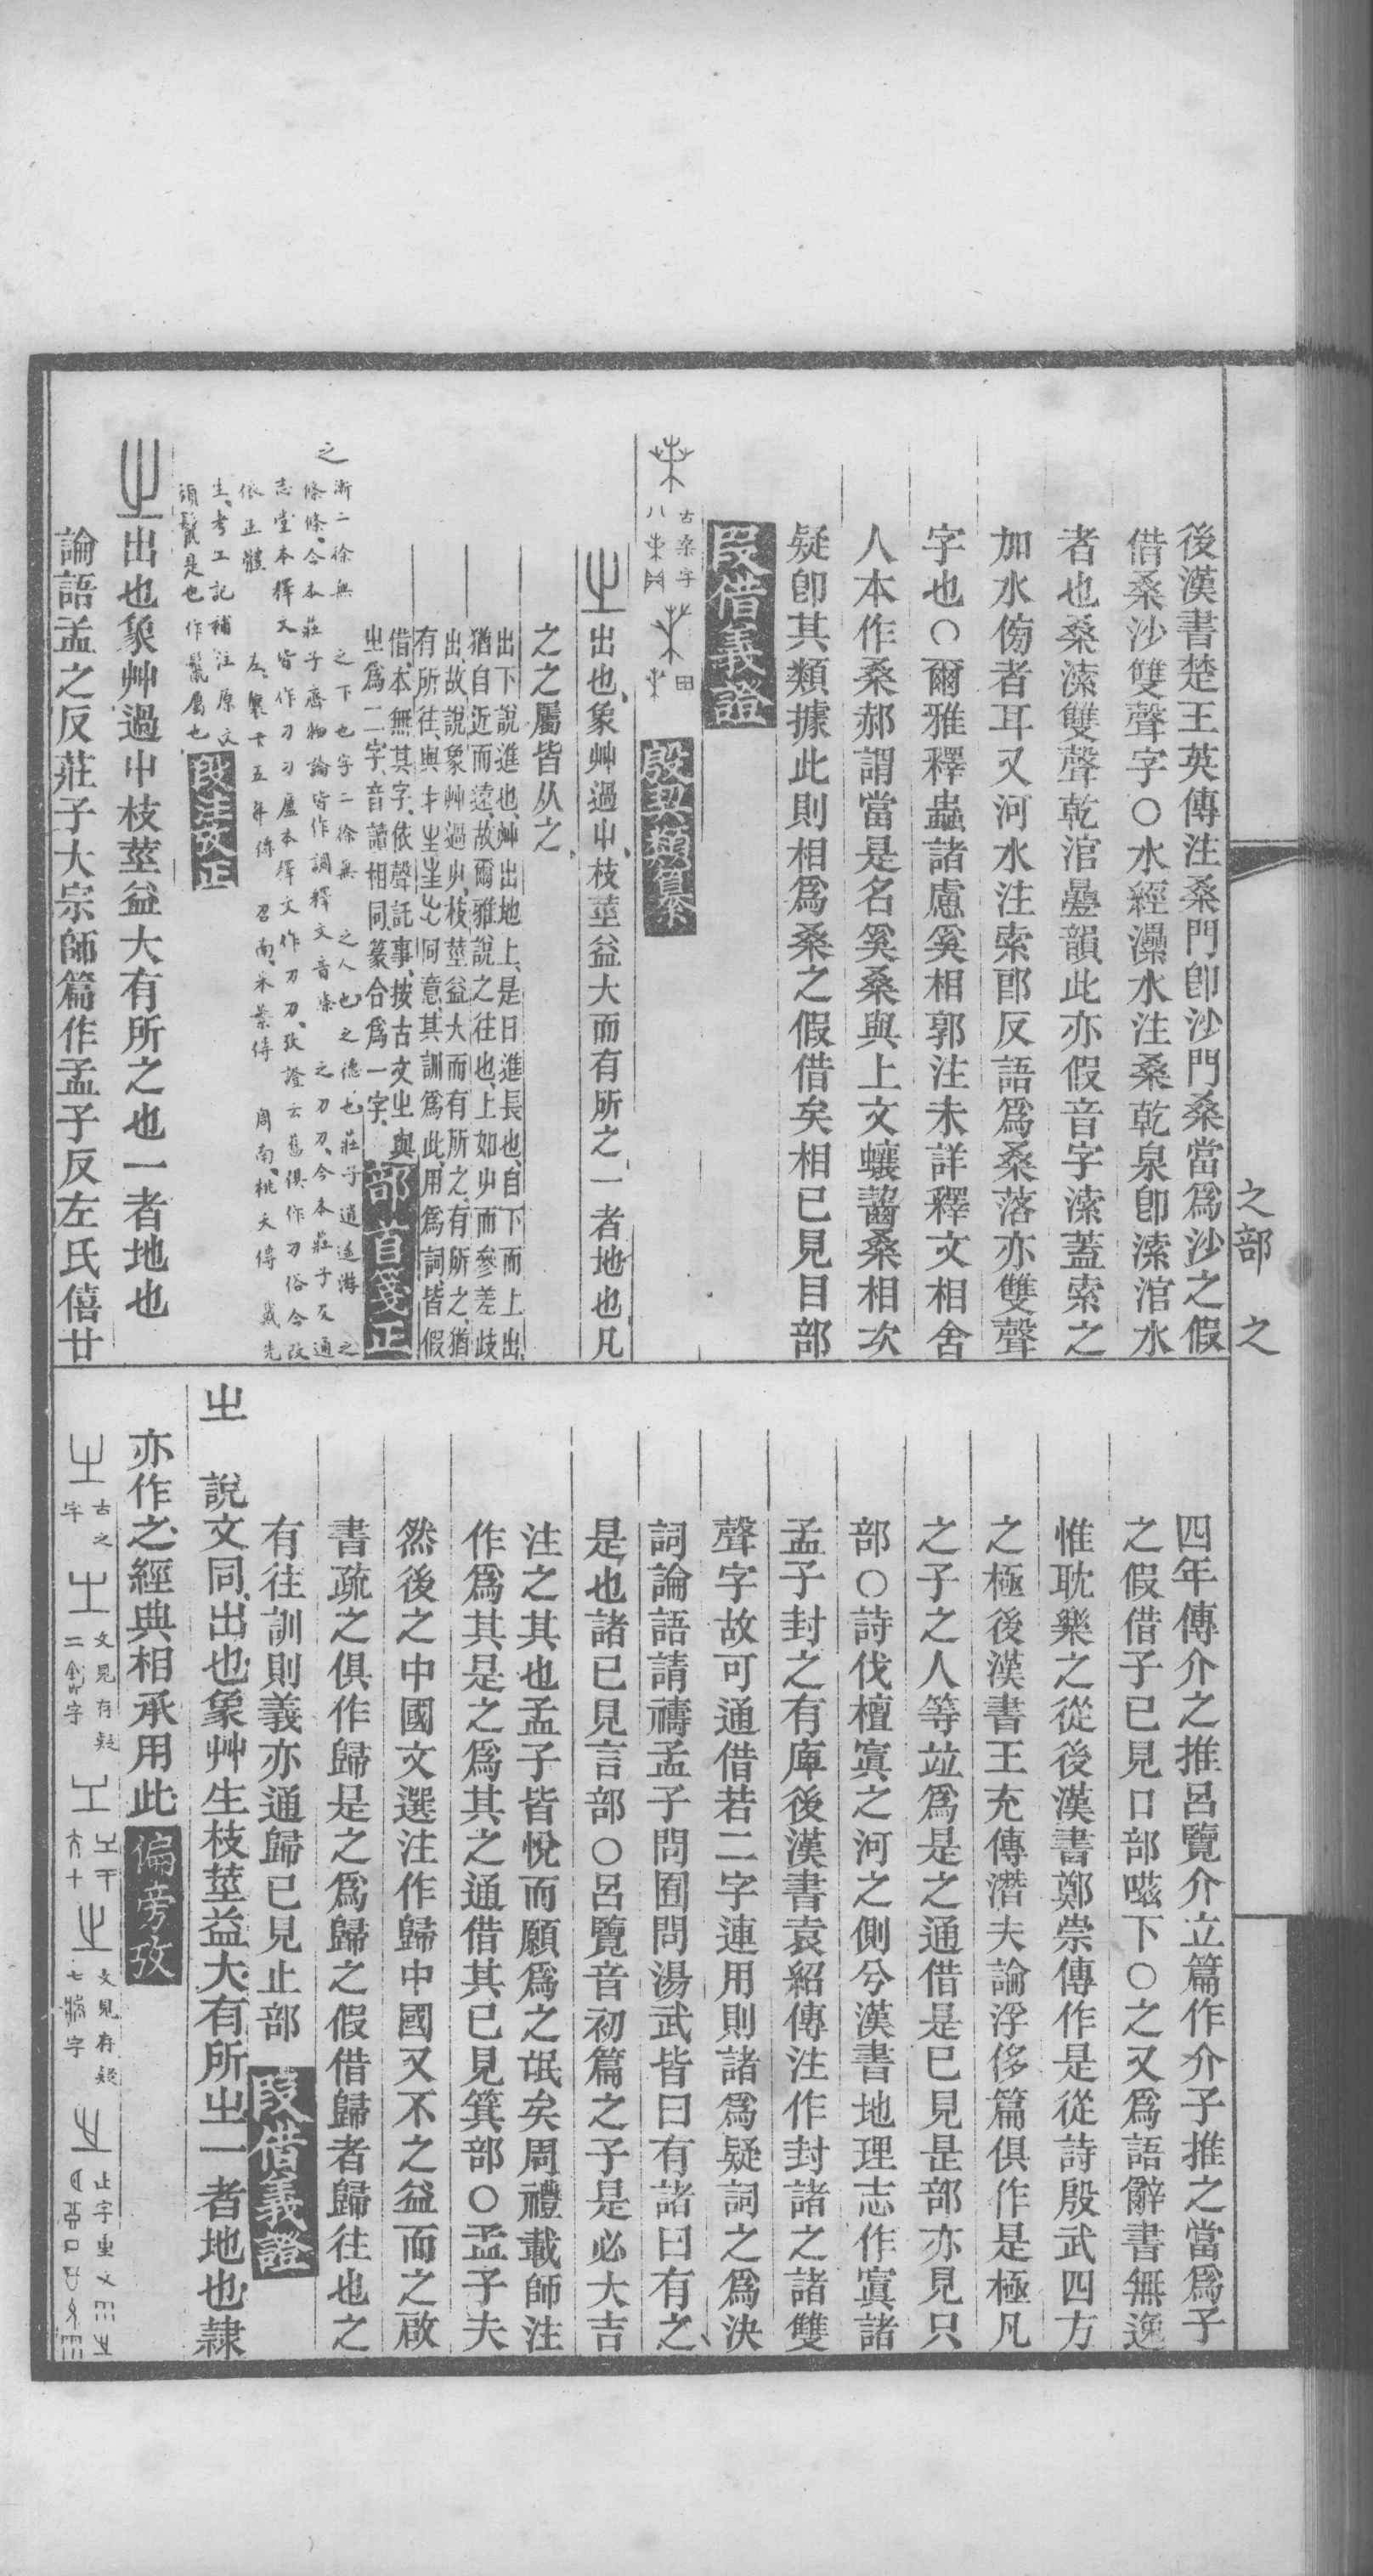 之部　之
後漢書楚王英傳注桑門卽沙門桑當爲沙之假
借桑沙雙聲字○水經㶟水注桑乾泉卽溹涫水
者也桑溹雙聲乾涫疊韻此亦假音字溹蓋索之
加水傍者耳又河水注索郎反語爲桑落亦雙聲
字也○爾雅釋蟲諸慮奚相郭注未詳釋文相舍
人本作桑郝謂當是名奚桑與上文蠰齧桑相次
疑卽其類據此則相爲桑之假借矣相已見目部
叚借義證
古桑字
八
殷契類纂
㞢出也象艸過屮枝莖益大而有所之一者地也凡
之之屬皆从之
出下說進也艸出地上是日進長也自下而上出
猶自近而遠故爾雅說之往也上如屮而參差歧
出故說象艸過屮枝莖益大而有所之有所之猶
有所往與才㞢生屯乇同意其訓爲此用爲詞皆假
借本無其字依聲託事按古文㞢與
㞢爲二字音讀相同篆合爲一字
部首箋正
之
漸二徐無　之下也字二徐無　之人也之德也莊子逍遙游　之
條條今本莊子齊物論皆作調釋文音條　之刀刀今本莊子及通
志堂本釋文皆作刀刁盧本釋文作刀刀攷證云舊俱作刁俗今改
依正體　左襄十五年傳　召南采蘩傳　周南桃夭傳　戴先
生考工記補注原文
須鬣是也作鬣屬也
段注攷正
㞢出也象艸過屮枝莖益大有所之也一者地也
論語孟之反莊子大宗師篇作孟子反左氏僖廿
四年傳介之推呂覽介立篇作介子推之當爲子
之假借子已見口部嗞下○之又爲語辭書無逸
惟耽樂之從後漢書鄭崇傳作是從詩殷武四方
之極後漢書王充傳潛夫論浮侈篇俱作是極凡
之子之人等竝爲是之通借是已見是部亦見只
部○詩伐檀寘之河之側兮漢書地理志作寘諸
孟子封之有庳後漢書袁紹傳注作封諸之諸雙
聲字故可通借若二字連用則諸爲疑詞之爲決
詞論語請禱孟子問囿問湯武皆曰有諸曰有之
是也諸已見言部○呂覽音初篇之子是必大吉
注之其也孟子皆悅而願爲之氓矣周禮載師注
作爲其是之爲其之通借其已見箕部○孟子夫
然後之中國文選注作歸中國又不之益而之啟
書疏之俱作歸是之爲歸之假借歸者歸往也之
有往訓則義亦通歸已見止部
叚借義證
㞢　說文同出也象艸生枝莖益大有所㞢一者地也隸
亦作之經典相承用此
偏旁攷
古之字
文見存疑二
文見存疑七
止字重文